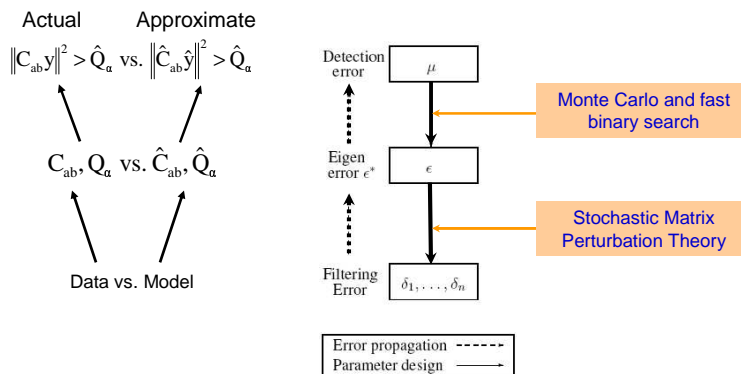 Actual Approximate
‖C_ab y‖² > Q̂_α vs. ‖Ĉ_ab ŷ‖² > Q̂_α
C_ab, Q_α vs. Ĉ_ab, Q̂_α
Data vs. Model
Detection
error
μ
Monte Carlo and fast
binary search
Eigen
error ϵ*
ϵ
Stochastic Matrix
Perturbation Theory
Filtering
Error
δ₁, . . . , δₙ
Error propagation
Parameter design